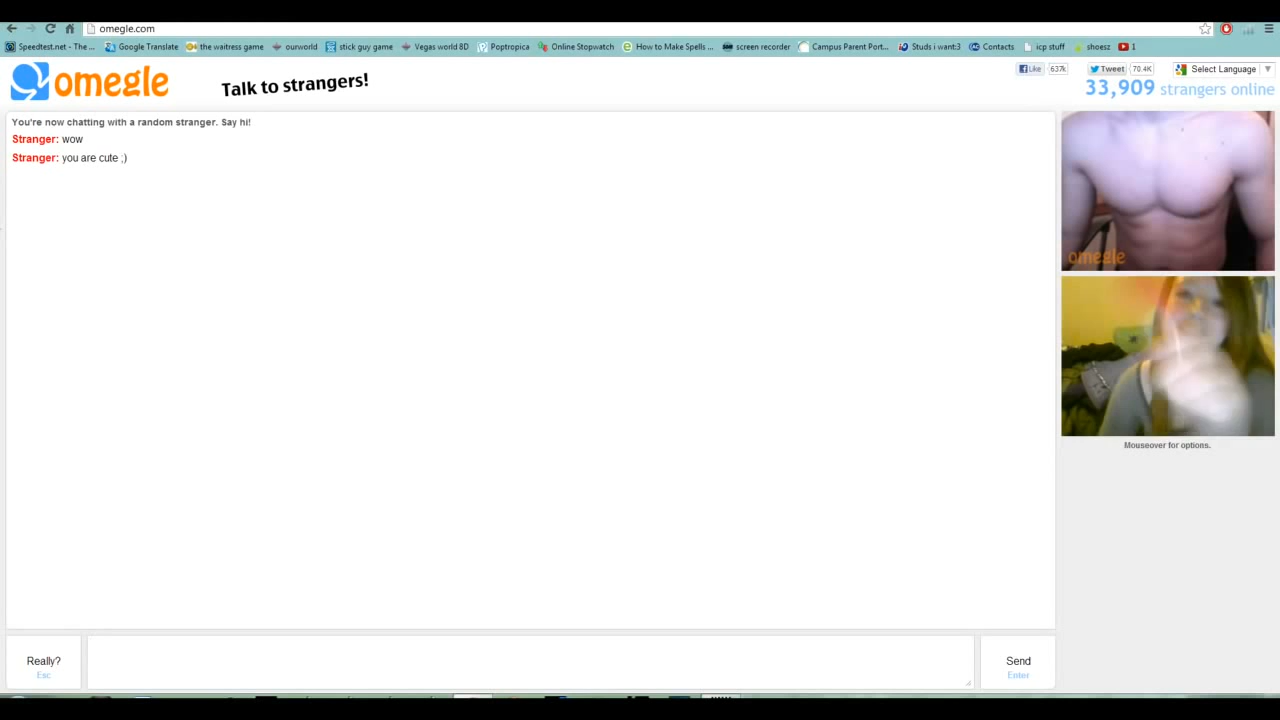 omegle.com
Speedtest.net - The ... Google Translate the waitress game ourworld stick guy game Vegas world 8D Poptropica Online Stopwatch How to Make Spells ... screen recorder Campus Parent Port... Studs i want:3 Contacts icp stuff shoesz 1
omegle Talk to strangers! Like 637k Tweet 70.4K Select Language
33,909 strangers online
You're now chatting with a random stranger. Say hi!
Stranger: wow
Stranger: you are cute ;)
omegle
Mouseover for options.
Really?
Esc
Send
Enter